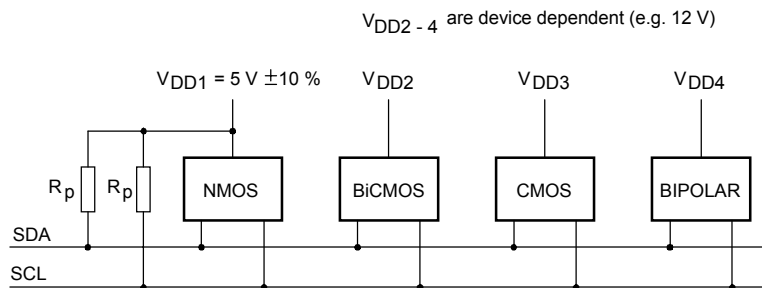 VDD2 - 4 are device dependent (e.g. 12 V)
VDD1 = 5 V ±10 %
VDD2
VDD3
VDD4
Rp
Rp
NMOS
BiCMOS
CMOS
BIPOLAR
SDA
SCL